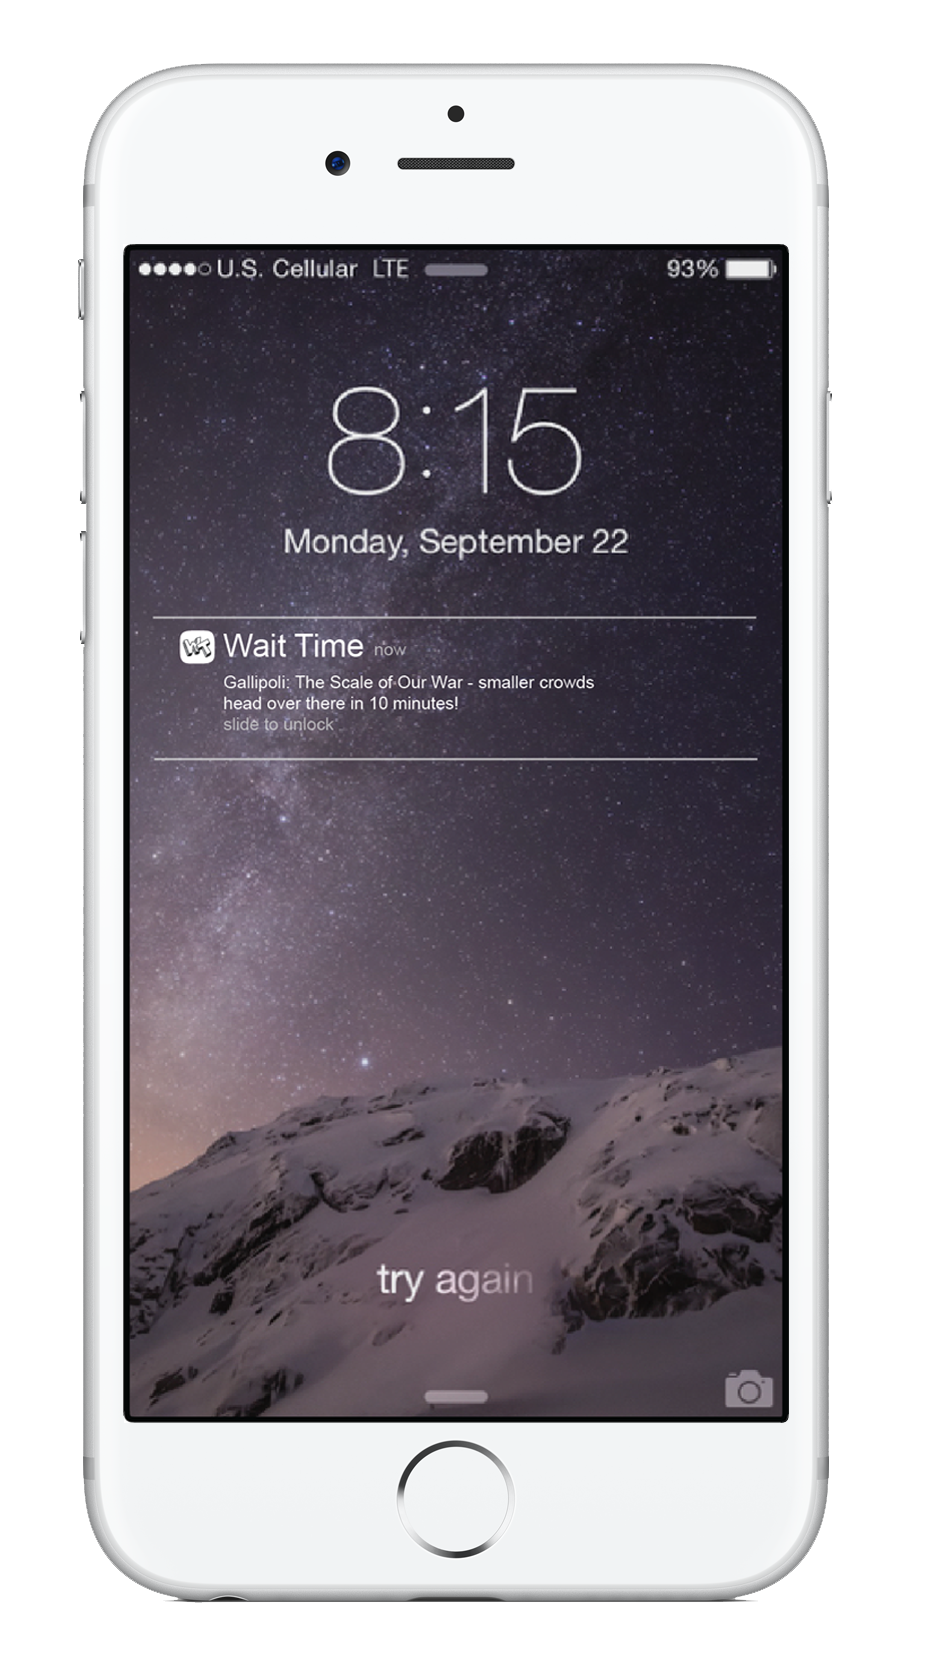 U.S. Cellular LTE 93%
8:15
Monday, September 22
Wait Time now
Gallipoli: The Scale of Our War - smaller crowds
head over there in 10 minutes!
slide to unlock
try again